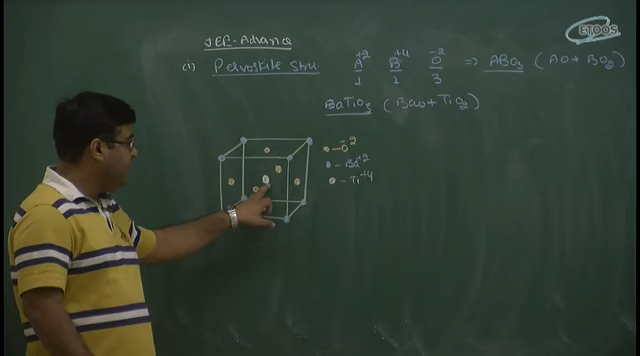 ETOOS
JEE-Advance
(i) Perovskite Stru. A+2 B+4 O-2 ⇒ ABO3 (AO + BO2)
1 1 3
BaTiO3 (BaO + TiO2)
- O-2
- Ba+2
- Ti+4